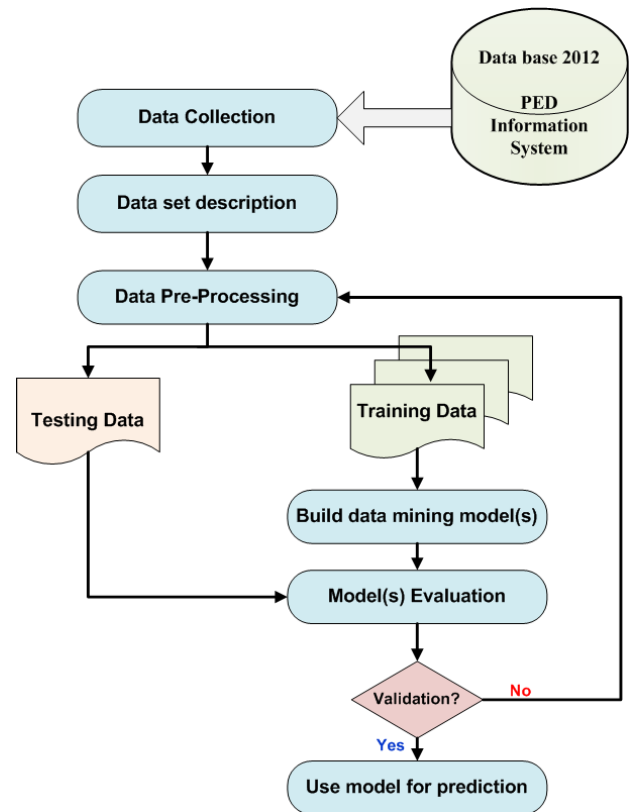 Data base 2012
PED
Information
System
Data Collection
Data set description
Data Pre-Processing
Testing Data
Training Data
Build data mining model(s)
Model(s) Evaluation
Validation?
No
Yes
Use model for prediction